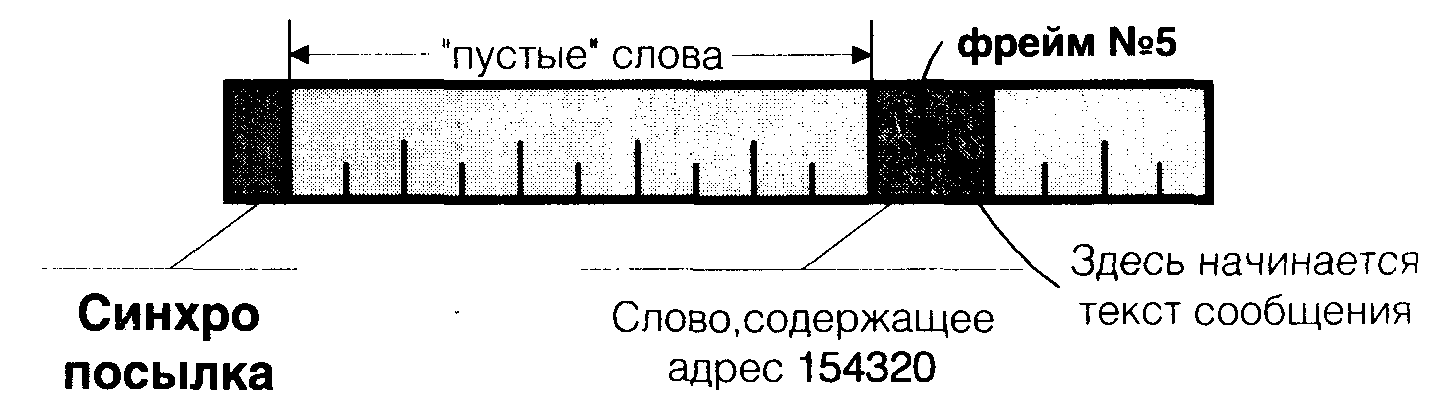 "пустые" слова
фрейм №5
Синхро
посылка
Слово,содержащее
адрес 154320
Здесь начинается
текст сообщения